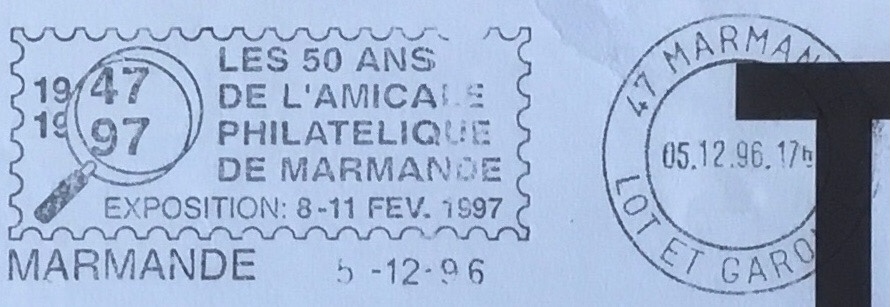 LES 50 ANS
1947 DE L'AMICALE
1997 PHILATELIQUE
DE MARMANDE
EXPOSITION: 8-11 FEV. 1997
MARMANDE 5-12-96
47 MARMAN
05.12.96.17h
LOT ET GARO